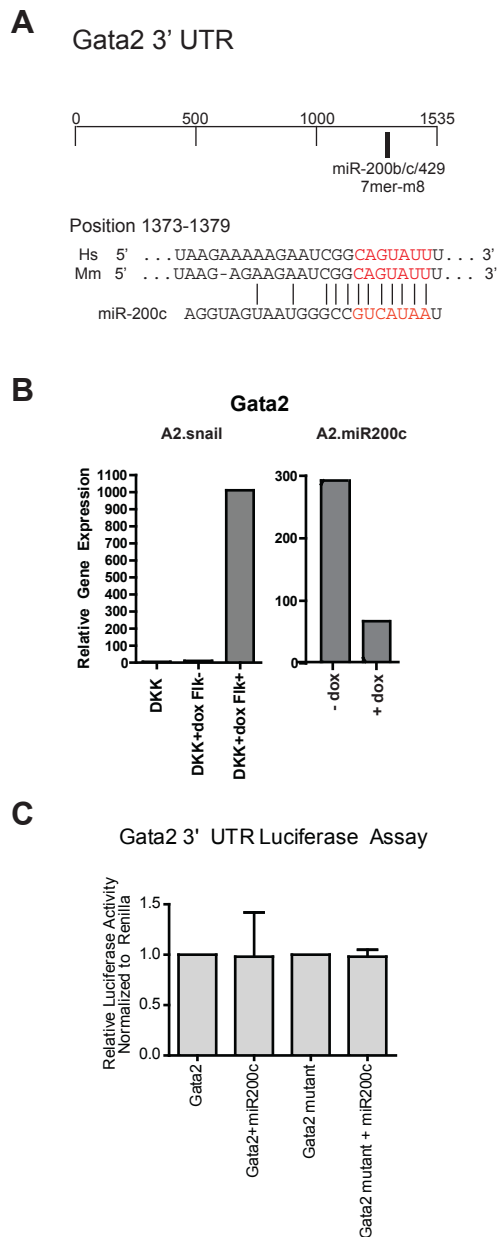 A
Gata2 3' UTR
0 500 1000 1535
miR-200b/c/429
7mer-m8
Position 1373-1379
Hs 5' ...UAAGAAAAAGAAUCGGCAGUAUUU... 3'
Mm 5' ...UAAG-AGAAGAAUCGGCAGUAUUU... 3'
miR-200c AGGUAGUAAUGGGCC GUCAUAAU
B
Gata2
A2.snail A2.miR200c
Relative Gene Expression
1100
1000
900
800
700
600
500
400
300
200
100
0
DKK
DKK+dox Flk-
DKK+dox Flk+
300
200
100
0
- dox
+ dox
C
Gata2 3' UTR Luciferase Assay
Relative Luciferase Activity
Normalized to Renilla
1.5
1.0
0.5
0.0
Gata2
Gata2+miR200c
Gata2 mutant
Gata2 mutant + miR200c